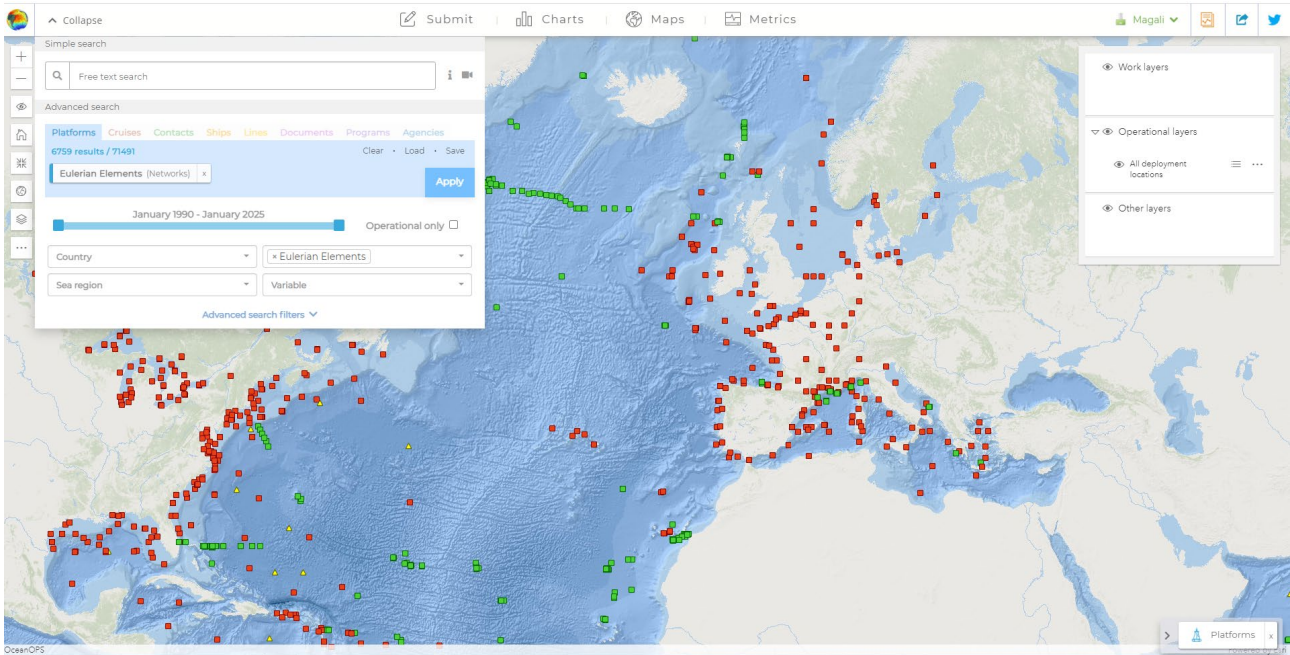 Collapse
Submit
Charts
Maps
Metrics
Magali
Simple search
Free text search
Advanced search
Platforms Cruises Contacts Ships Lines Documents Programs Agencies
6759 results / 71491
Clear • Load • Save
Eulerian Elements (Networks) x
Apply
January 1990 - January 2025
Operational only
Country
× Eulerian Elements
Sea region
Variable
Advanced search filters
Work layers
Operational layers
All deployment
locations
Other layers
Platforms x
OceanOPS
Powered by Esri